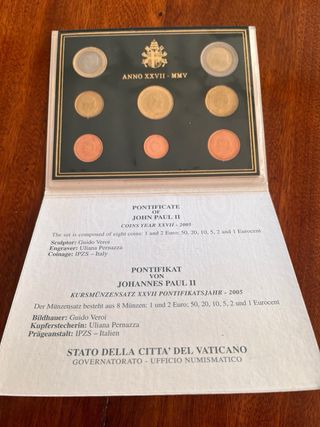 ANNO XXVII - MMV
PONTIFICATE
OF
JOHN PAUL II
COINS YEAR XXVII - 2005
The set is composed of eight coins: 1 and 2 Euro; 50, 20, 10, 5, 2 and 1 Eurocent
Sculptor: Guido Veroi
Engraver: Uliana Pernazza
Coinage: IPZS – Italy
PONTIFIKAT
VON
JOHANNES PAUL II
KURSMÜNZENSATZ XXVII PONTIFIKATSJAHR - 2005
Der Münzensatz besteht aus 8 Münzen: 1 und 2 Euro; 50, 20, 10, 5, 2 und 1 Eurocent
Bildhauer: Guido Veroi
Kupferstecherin: Uliana Pernazza
Prägeanstalt: IPZS – Italien
STATO DELLA CITTA' DEL VATICANO
GOVERNATORATO - UFFICIO NUMISMATICO